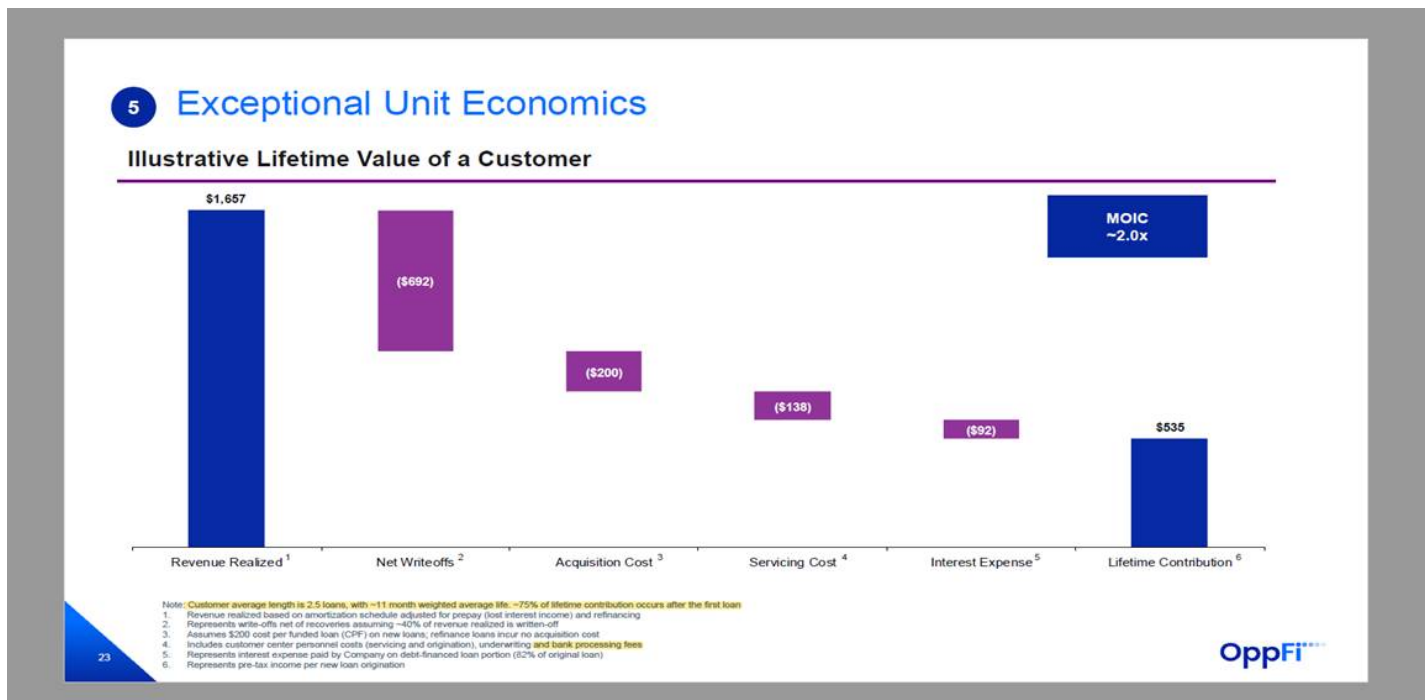 5 Exceptional Unit Economics
Illustrative Lifetime Value of a Customer
$1,657
MOIC
~2.0x
($692)
($200)
($138)
($92)
$535
Revenue Realized 1
Net Writeoffs 2
Acquisition Cost 3
Servicing Cost 4
Interest Expense 5
Lifetime Contribution 6
Note: Customer average length is 2.5 loans, with ~11 month weighted average life. ~75% of lifetime contribution occurs after the first loan
1. Revenue realized based on amortization schedule adjusted for prepay (lost interest income) and refinancing
2. Represents write-offs net of recoveries assuming ~40% of revenue realized is written-off
3. Assumes $200 cost per funded loan (CPF) on new loans; refinance loans incur no acquisition cost
4. Includes customer center personnel costs (servicing and origination), underwriting and bank processing fees
5. Represents interest expense paid by Company on debt-financed loan portion (82% of original loan)
6. Represents pre-tax income per new loan origination
23
OppFi